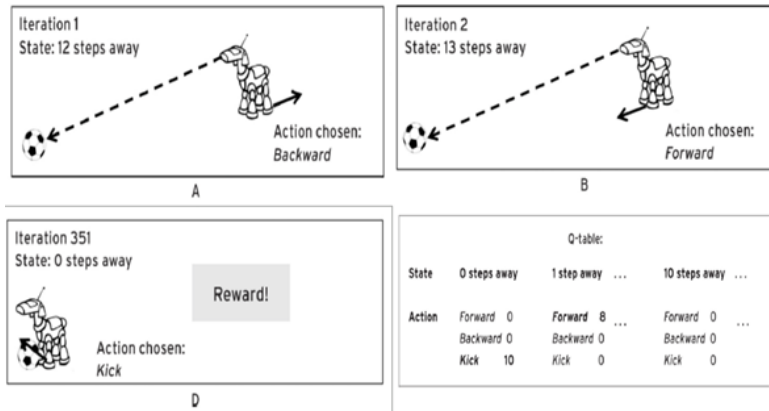 Iteration 1
State: 12 steps away
Action chosen:
Backward
A
Iteration 2
State: 13 steps away
Action chosen:
Forward
B
Iteration 351
State: 0 steps away
Reward!
Action chosen:
Kick
D
Q-table:
State 0 steps away 1 step away ... 10 steps away ...
Action Forward 0 Forward 8 ... Forward 0 ...
Backward 0 Backward 0 Backward 0
Kick 10 Kick 0 Kick 0